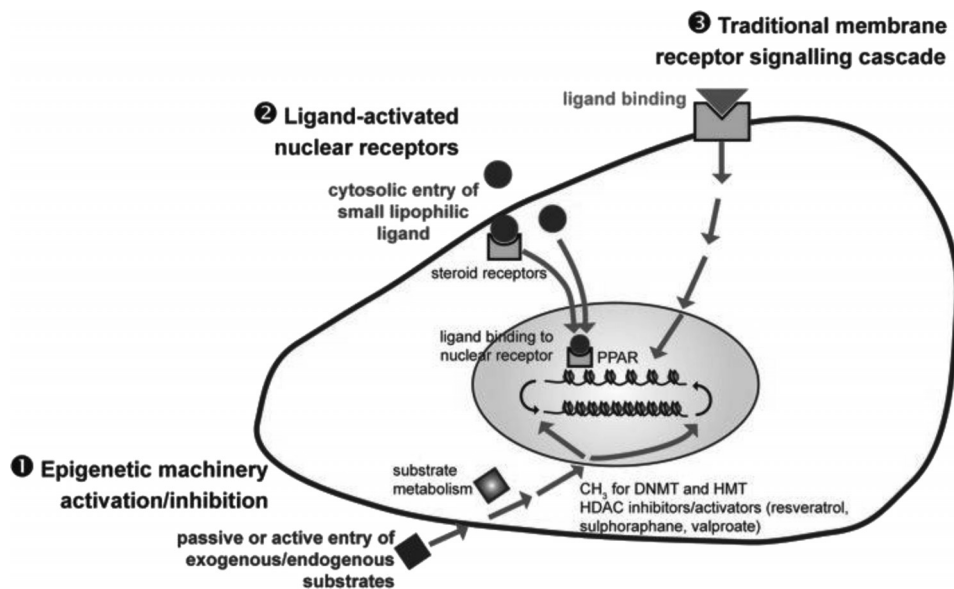 ❸ Traditional membrane
receptor signalling cascade
ligand binding
❷ Ligand-activated
nuclear receptors
cytosolic entry of
small lipophilic
ligand
steroid receptors
ligand binding to
nuclear receptor
PPAR
❶ Epigenetic machinery
activation/inhibition
substrate
metabolism
CH₃ for DNMT and HMT
HDAC inhibitors/activators (resveratrol,
sulphoraphane, valproate)
passive or active entry of
exogenous/endogenous
substrates